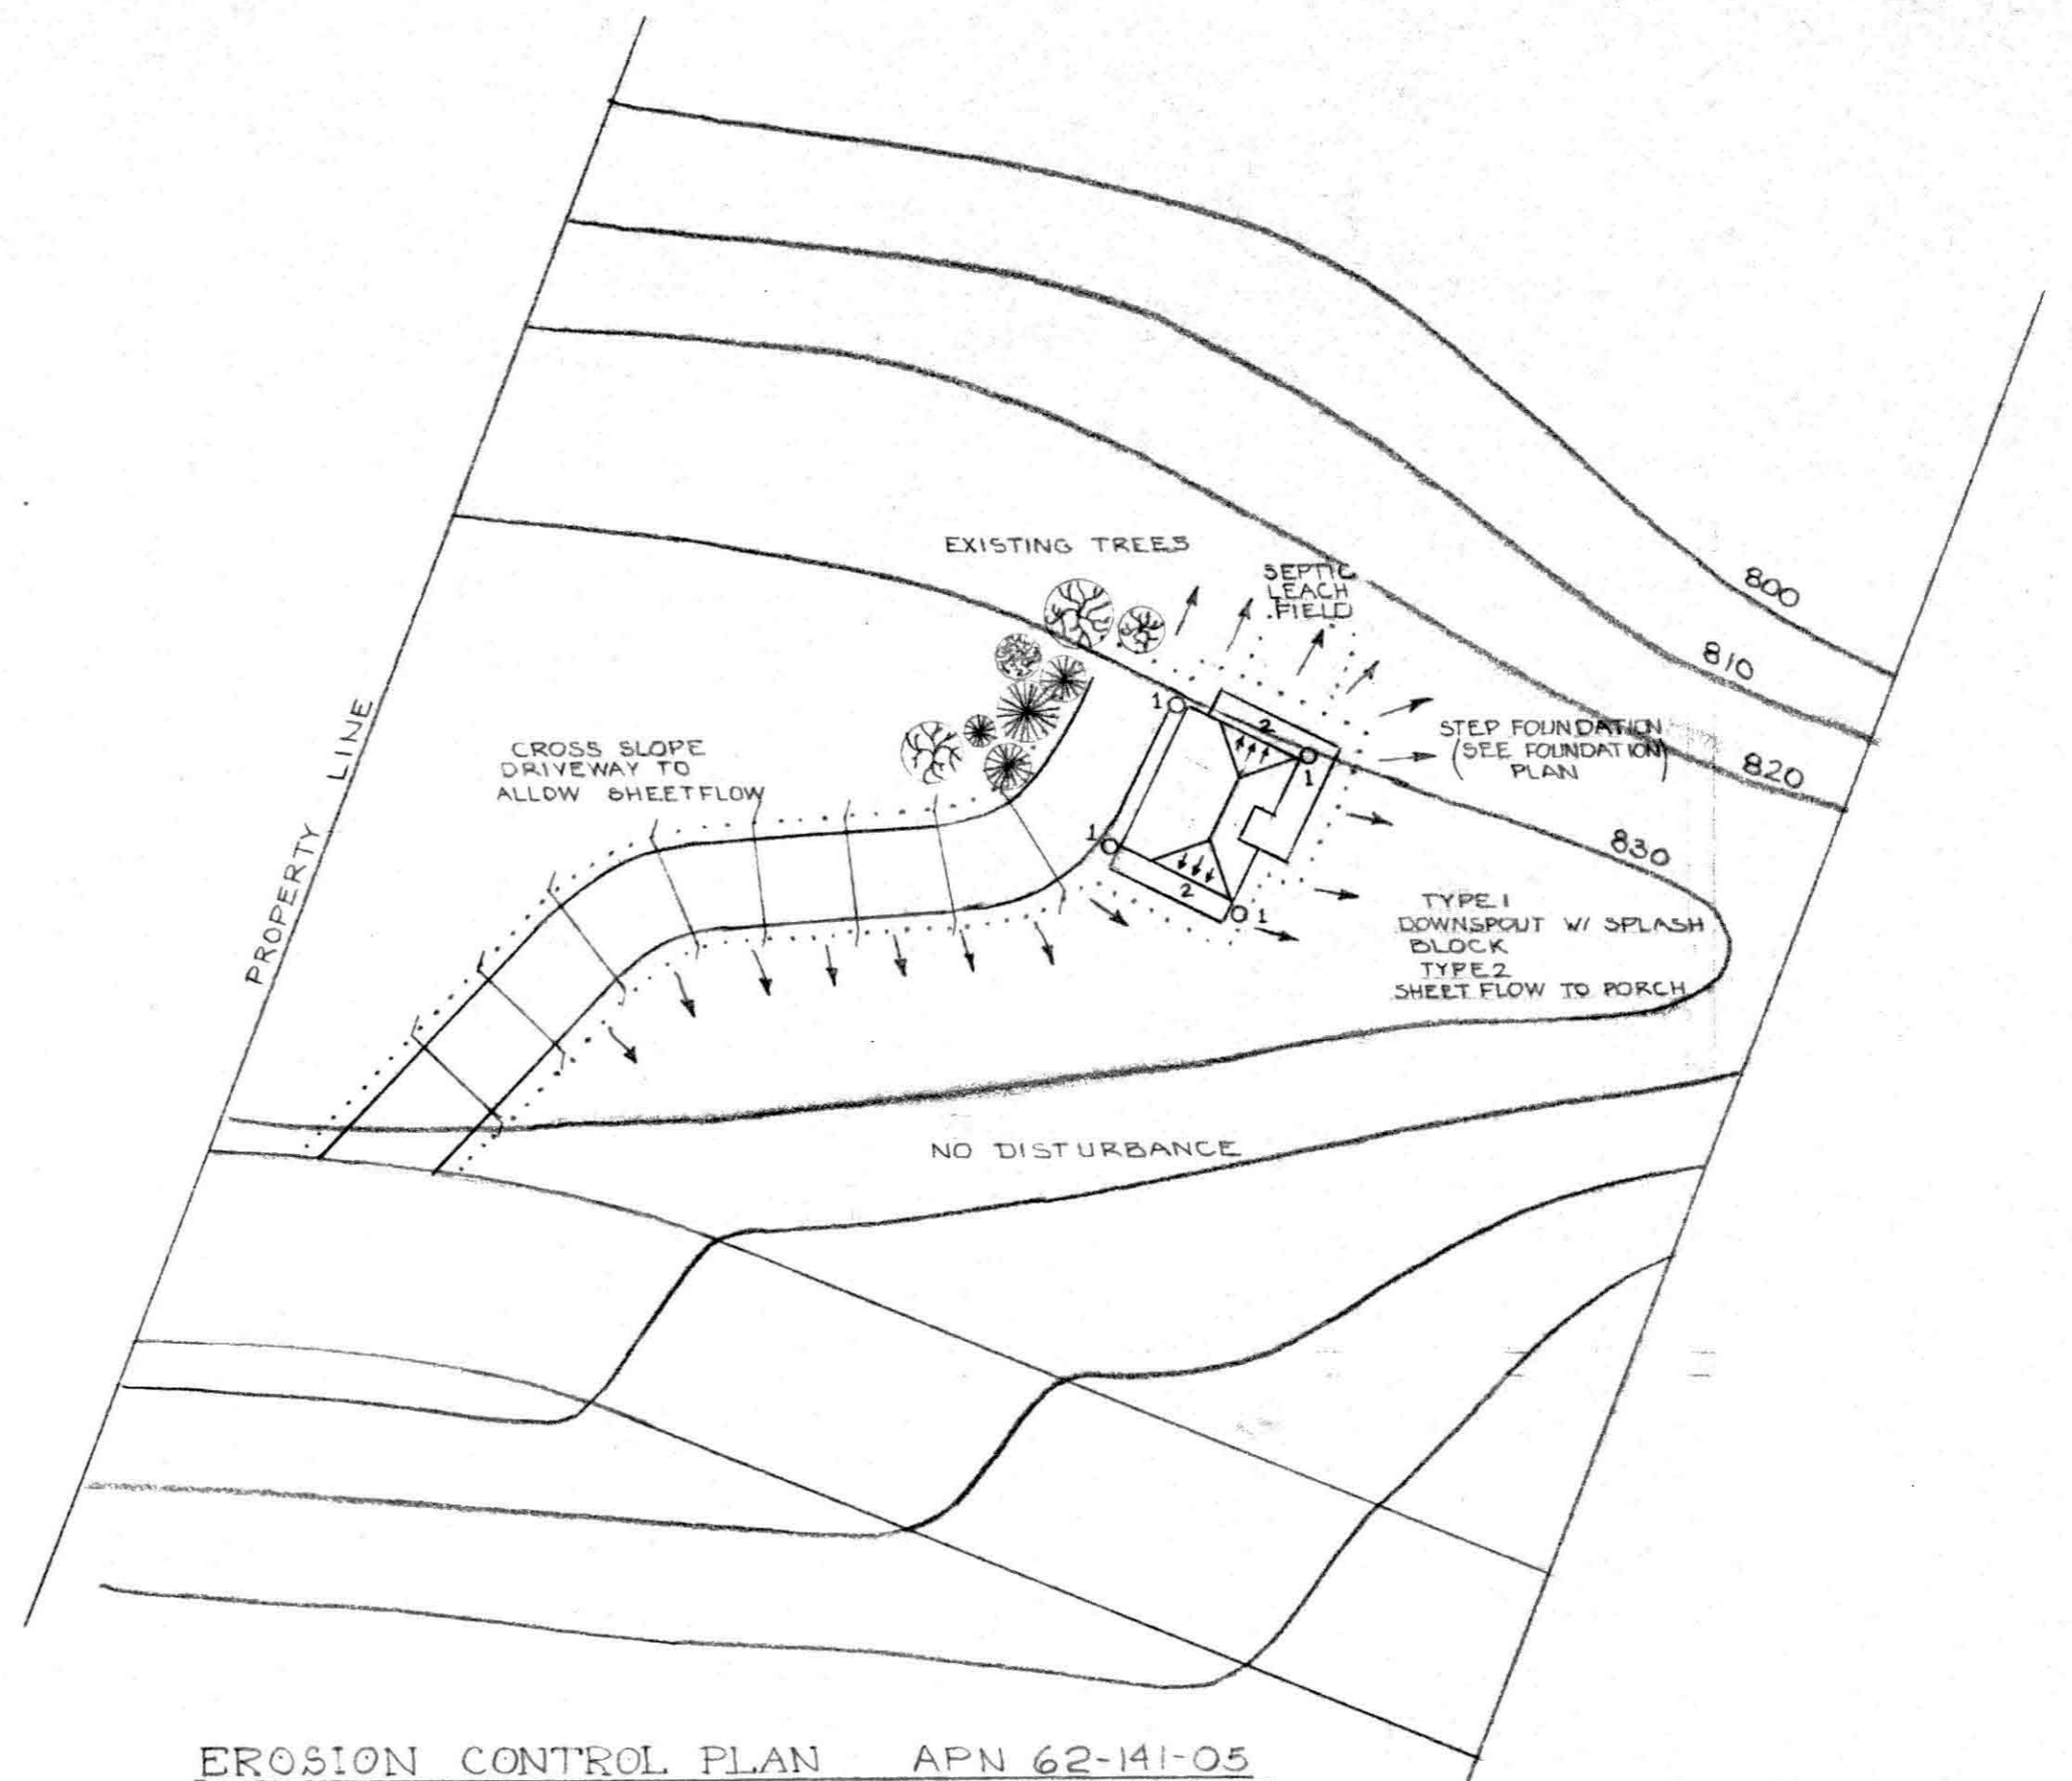 EXISTING TREES
SEPTIC
LEACH
.FIELD
800
810
820
830
STEP FOUNDATION
(SEE FOUNDATION)
PLAN
PROPERTY LINE
CROSS SLOPE
DRIVEWAY TO
ALLOW SHEETFLOW
1
2
1
1
2
1
TYPE 1
DOWNSPOUT W/ SPLASH
BLOCK
TYPE 2
SHEET FLOW TO PORCH
NO DISTURBANCE
EROSION CONTROL PLAN APN 62-141-05